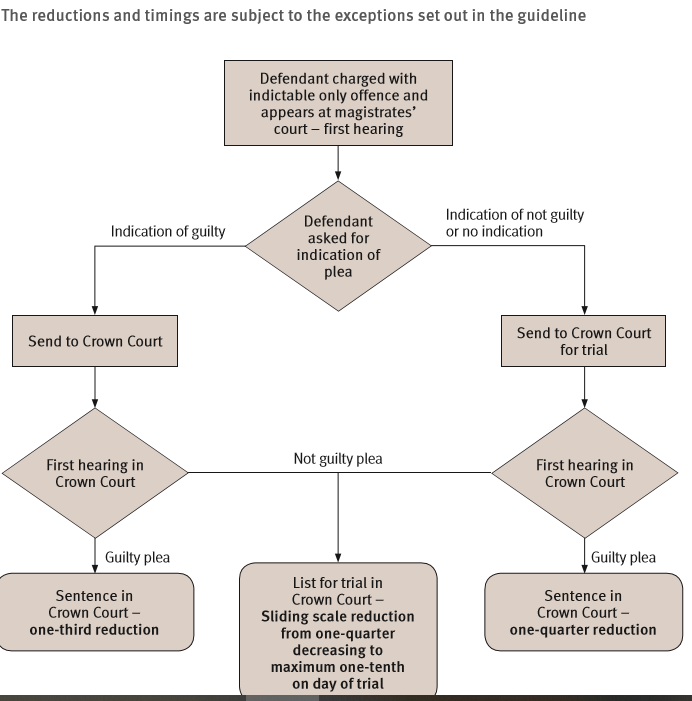 The reductions and timings are subject to the exceptions set out in the guideline
Defendant charged with
indictable only offence and
appears at magistrates'
court – first hearing
Defendant
asked for
indication of
plea
Indication of guilty
Indication of not guilty
or no indication
Send to Crown Court
Send to Crown Court
for trial
First hearing in
Crown Court
Not guilty plea
First hearing in
Crown Court
Guilty plea
Guilty plea
Sentence in
Crown Court –
one-third reduction
List for trial in
Crown Court –
Sliding scale reduction
from one-quarter
decreasing to
maximum one-tenth
on day of trial
Sentence in
Crown Court –
one-quarter reduction